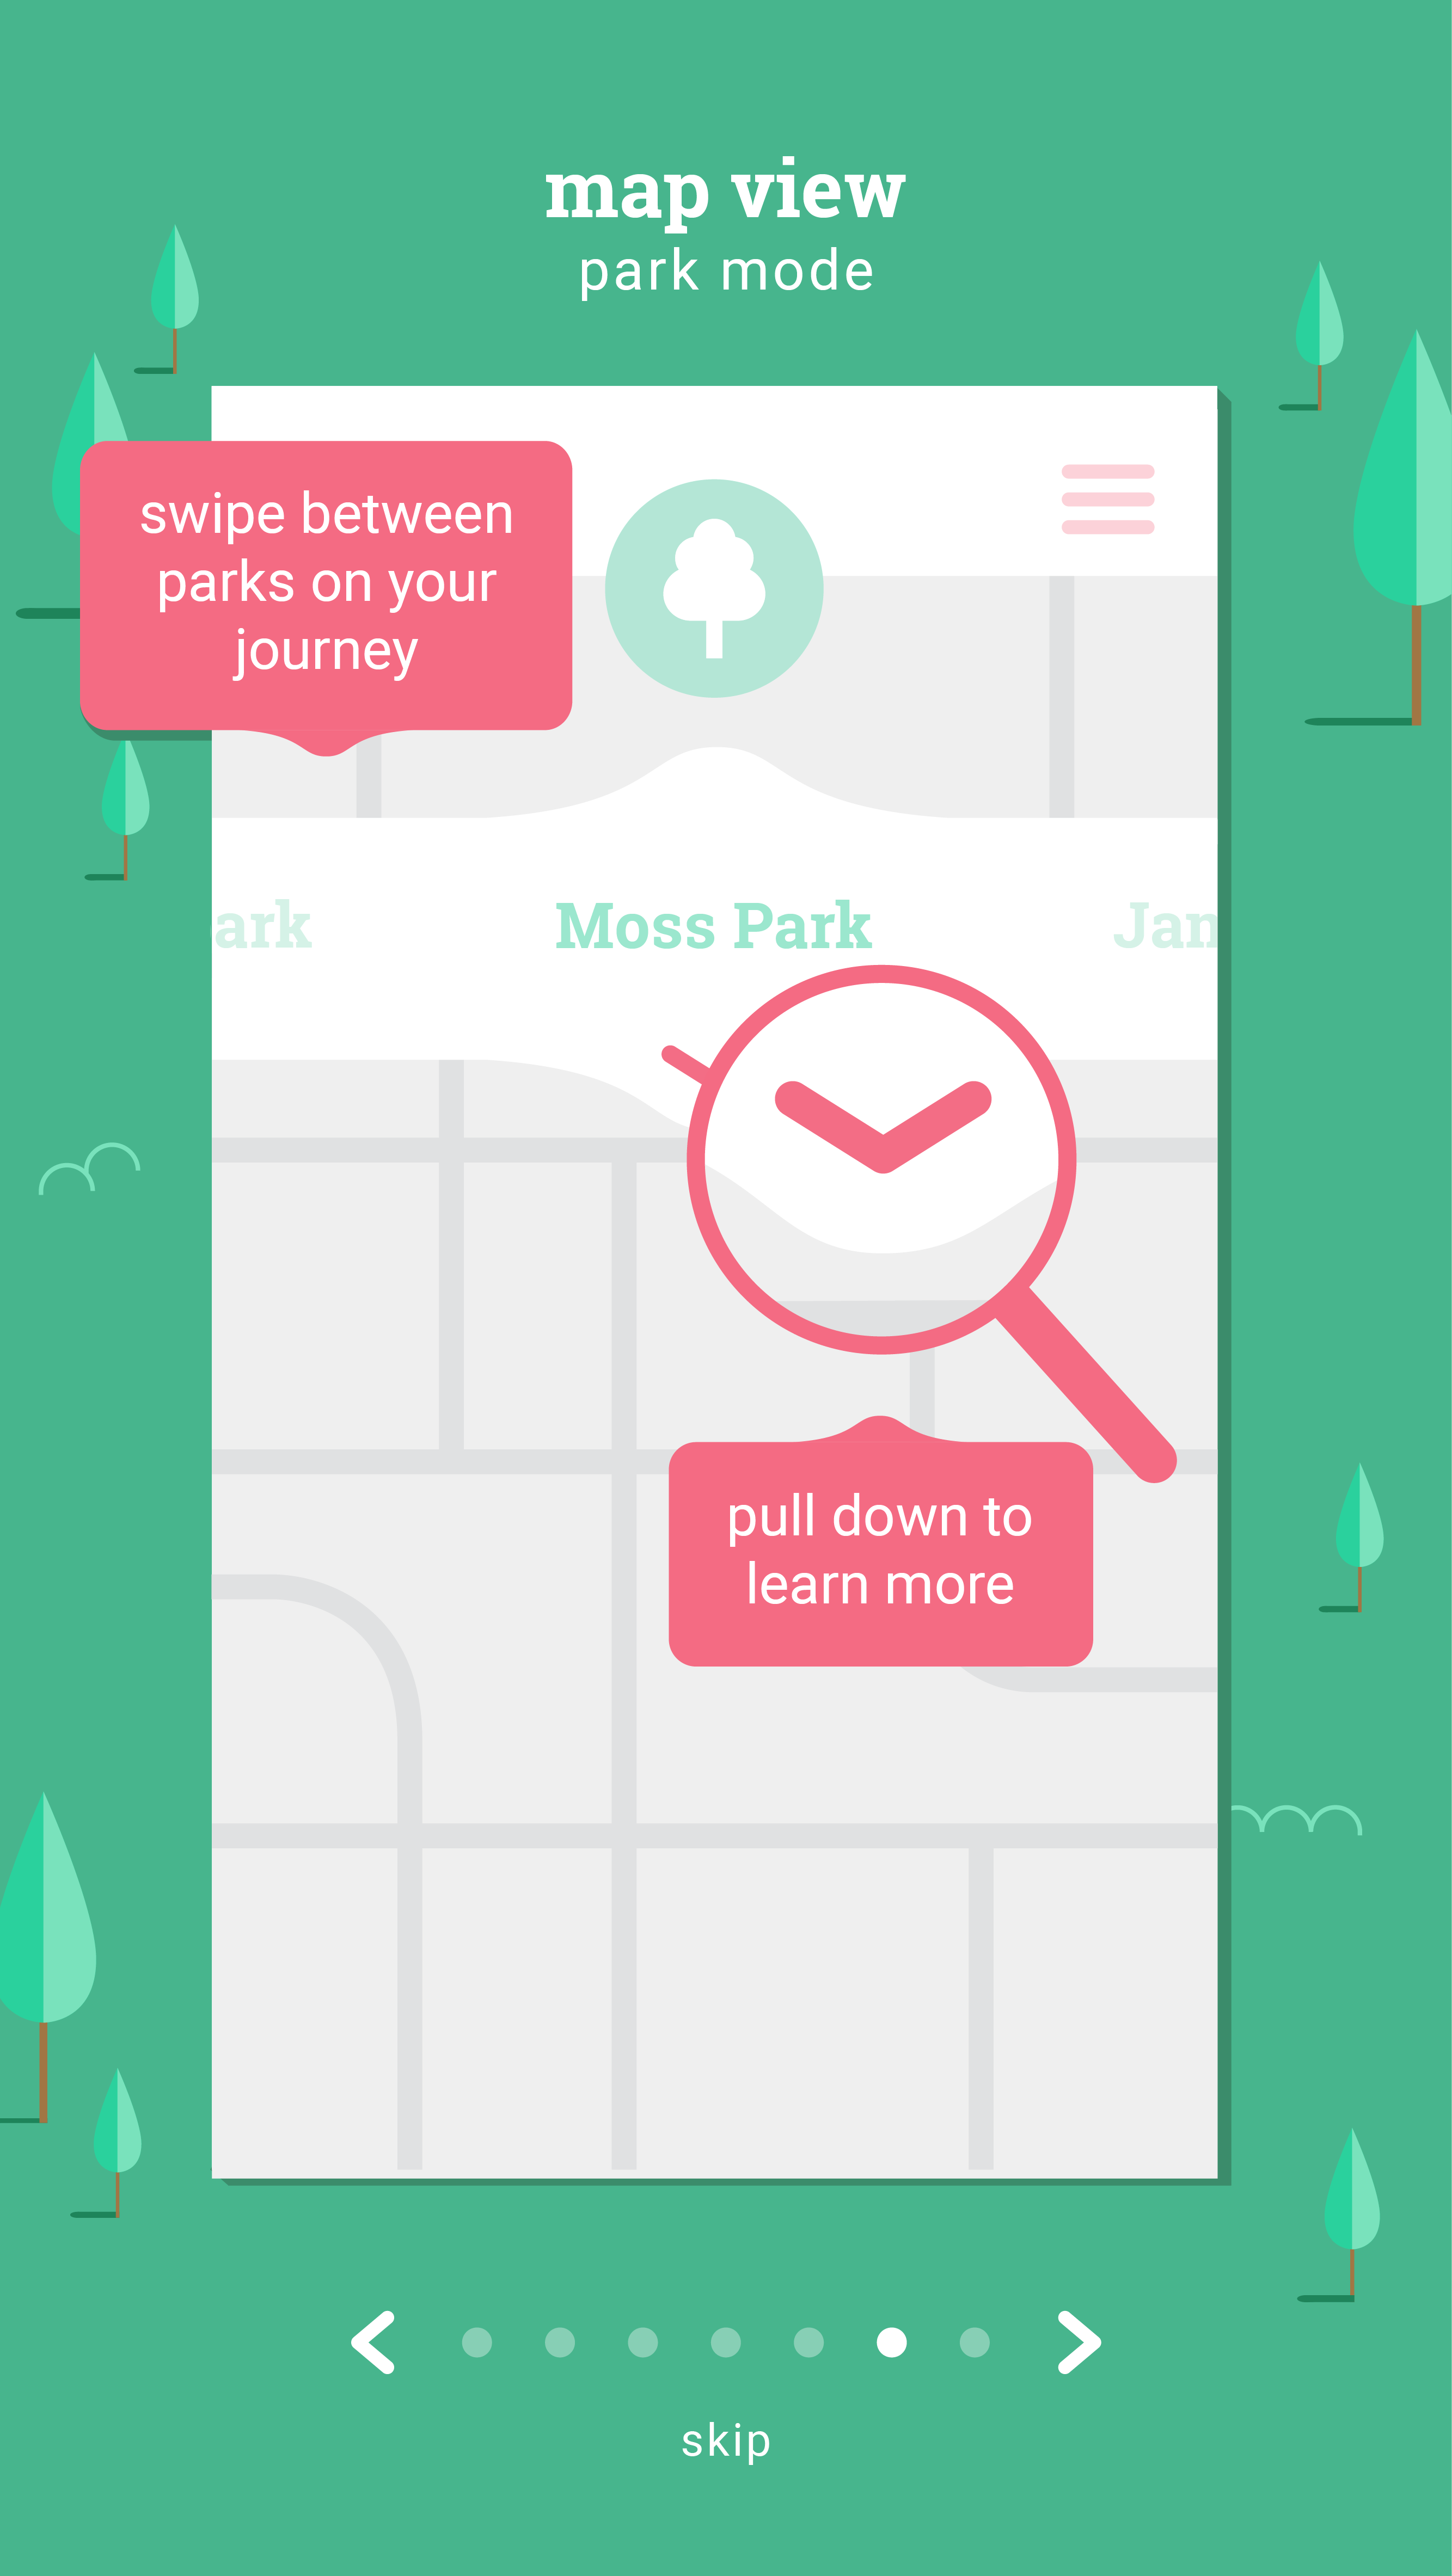 map view
park mode
swipe between
parks on your
journey
ark Moss Park Jan
pull down to
learn more
skip